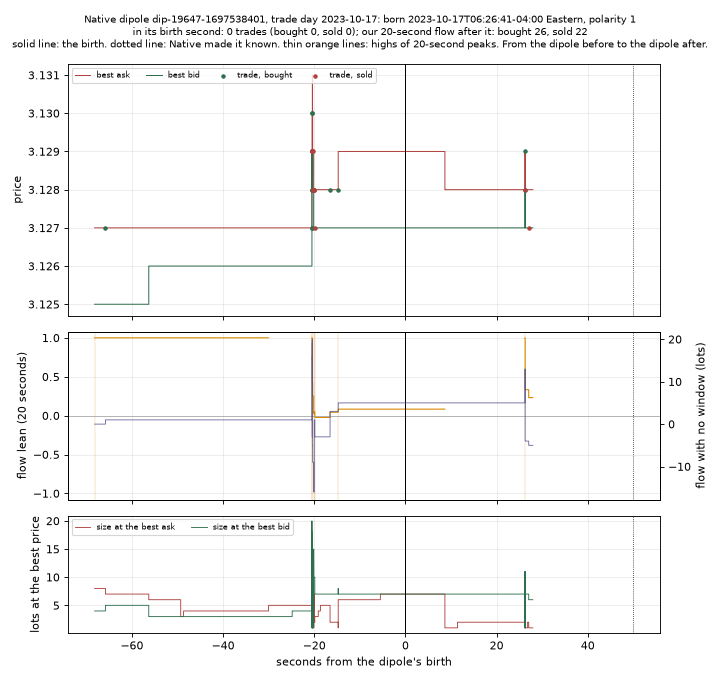 Native dipole dip-19647-1697538401, trade day 2023-10-17: born 2023-10-17T06:26:41-04:00 Eastern, polarity 1
in its birth second: 0 trades (bought 0, sold 0); our 20-second flow after it: bought 26, sold 22
solid line: the birth. dotted line: Native made it known. thin orange lines: highs of 20-second peaks. From the dipole before to the dipole after.
best ask best bid trade, bought trade, sold
price
3.131
3.130
3.129
3.128
3.127
3.126
3.125
flow lean (20 seconds)
1.0
0.5
0.0
−0.5
−1.0
20
10
0
−10
flow with no window (lots)
size at the best ask size at the best bid
lots at the best price
20
15
10
5
−60 −40 −20 0 20 40
seconds from the dipole's birth